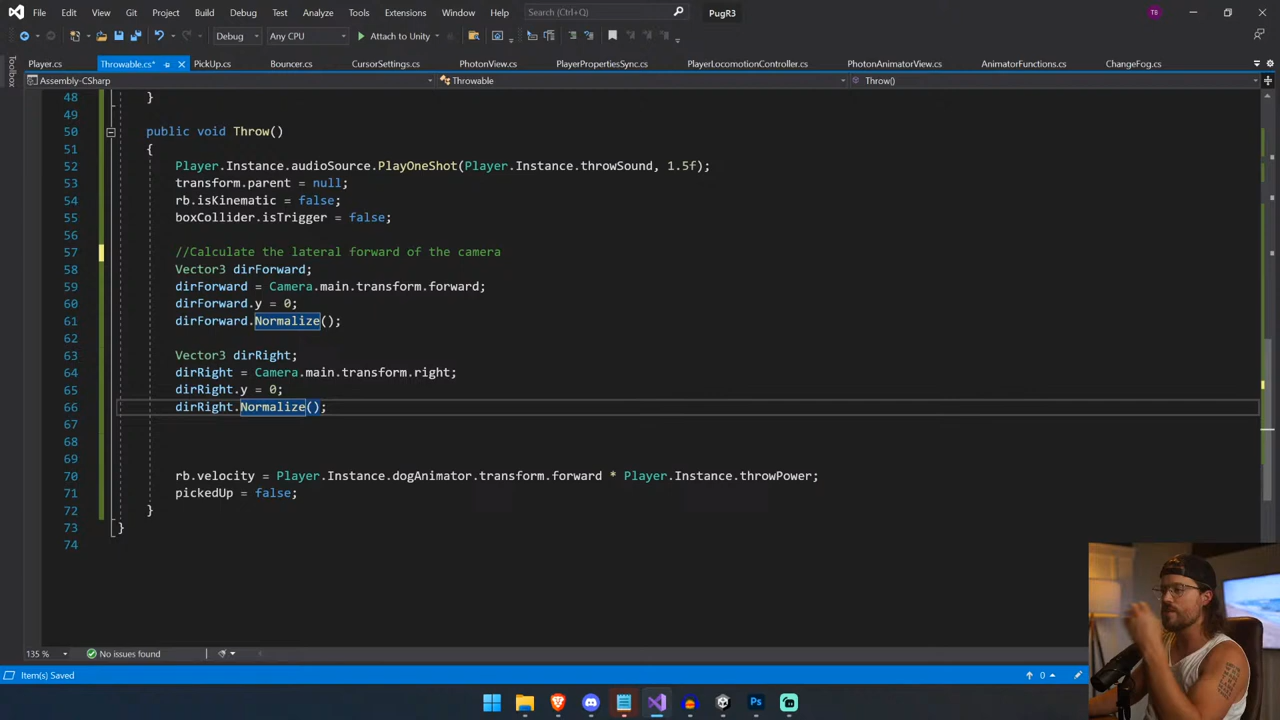 File Edit View Git Project Build Debug Test Analyze Tools Extensions Window Help Search (Ctrl+Q) PugR3 TB
Debug Any CPU Attach to Unity
Player.cs Throwable.cs* PickUp.cs Bouncer.cs CursorSettings.cs PhotonView.cs PlayerPropertiesSync.cs PlayerLocomotionController.cs PhotonAnimatorView.cs AnimatorFunctions.cs ChangeFog.cs
Toolbox
Assembly-CSharp Throwable Throw()
48 }
49
50 public void Throw()
51 {
52 Player.Instance.audioSource.PlayOneShot(Player.Instance.throwSound, 1.5f);
53 transform.parent = null;
54 rb.isKinematic = false;
55 boxCollider.isTrigger = false;
56
57 //Calculate the lateral forward of the camera
58 Vector3 dirForward;
59 dirForward = Camera.main.transform.forward;
60 dirForward.y = 0;
61 dirForward.Normalize();
62
63 Vector3 dirRight;
64 dirRight = Camera.main.transform.right;
65 dirRight.y = 0;
66 dirRight.Normalize();
67
68
69
70 rb.velocity = Player.Instance.dogAnimator.transform.forward * Player.Instance.throwPower;
71 pickedUp = false;
72 }
73 }
74
135 % No issues found
Item(s) Saved 0
Ps